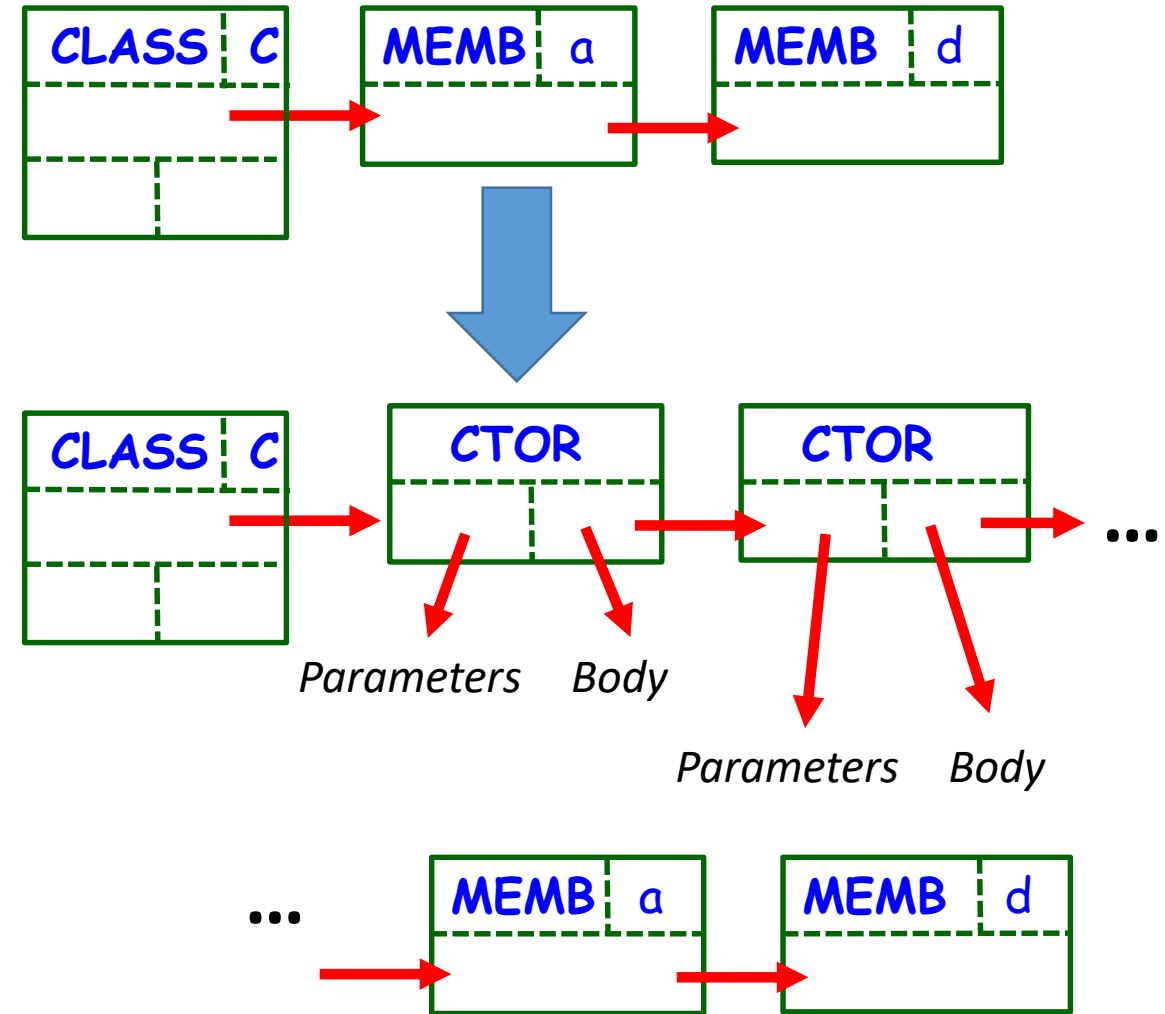 CLASS C MEMB a MEMB d
CLASS C CTOR CTOR
...
Parameters Body
Parameters Body
... MEMB a MEMB d